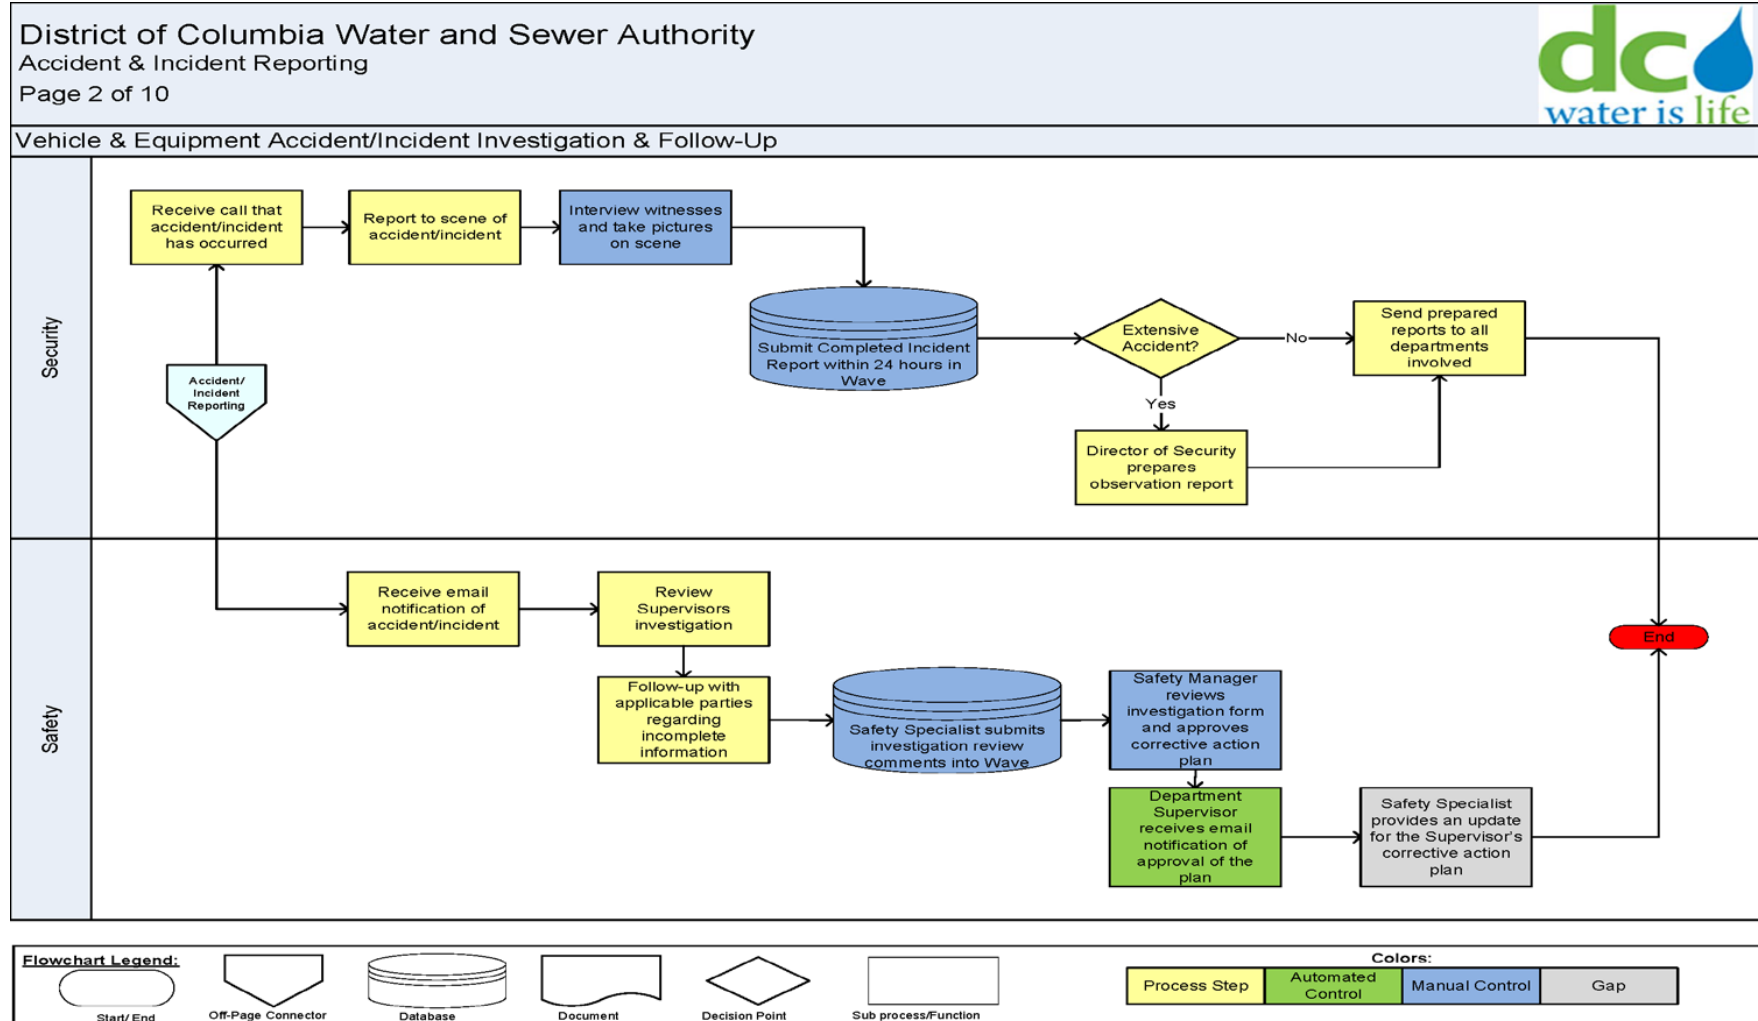 District of Columbia Water and Sewer Authority
Accident & Incident Reporting
Page 2 of 10
dc
water is life
Vehicle & Equipment Accident/Incident Investigation & Follow-Up
Security
Receive call that
accident/incident
has occurred
Report to scene of
accident/incident
Interview witnesses
and take pictures
on scene
Submit Completed Incident
Report within 24 hours in
Wave
Extensive
Accident?
No
Yes
Send prepared
reports to all
departments
involved
Director of Security
prepares
observation report
Accident/
Incident
Reporting
Safety
Receive email
notification of
accident/incident
Review
Supervisors
investigation
Follow-up with
applicable parties
regarding
incomplete
information
Safety Specialist submits
investigation review
comments into Wave
Safety Manager
reviews
investigation form
and approves
corrective action
plan
Department
Supervisor
receives email
notification of
approval of the
plan
Safety Specialist
provides an update
for the Supervisor's
corrective action
plan
End
Flowchart Legend:
Start/ End
Off-Page Connector
Database
Document
Decision Point
Sub process/Function
Colors:
Process Step
Automated
Control
Manual Control
Gap